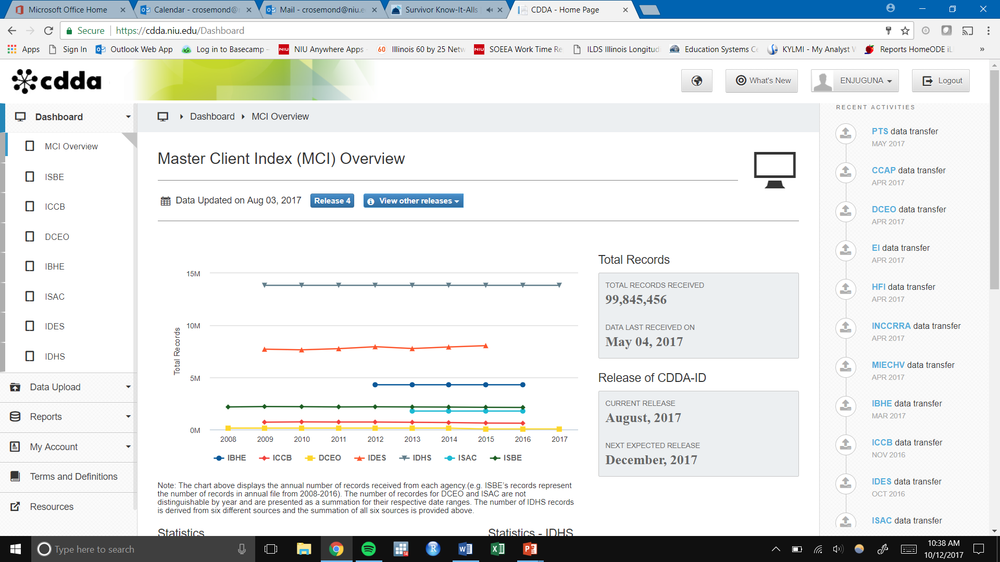 Microsoft Office Home
Calendar - crosemond@
Mail - crosemond@niu.e
Survivor Know-It-Alls
CDDA - Home Page
Secure
https://cdda.niu.edu/Dashboard
Apps
Sign In
Outlook Web App
Log in to Basecamp -
NIU Anywhere Apps
60 Illinois 60 by 25 Netw
SOEEA Work Time Re
ILDS Illinois Longitud
Education Systems Ce
KYLMI - My Analyst
Reports HomeODE
»
cdda
What's New
ENJUGUNA
Logout
Dashboard
MCI Overview
ISBE
ICCB
DCEO
IBHE
ISAC
IDES
IDHS
Data Upload
Reports
My Account
Terms and Definitions
Resources
Dashboard MCI Overview
Master Client Index (MCI) Overview
Data Updated on Aug 03, 2017
Release 4
View other releases
15M
10M
5M
0M
Total Records
2008 2009 2010 2011 2012 2013 2014 2015 2016 2017
IBHE ICCB DCEO IDES IDHS ISAC ISBE
Note: The chart above displays the annual number of records received from each agency.(e.g. ISBE's records represent
the number of records in annual file from 2008-2016). The number of recordes for DCEO and ISAC are not
distinguishable by year and are presented as a summation for their respective date ranges. The number of IDHS records
is derived from six different sources and the summation of all six sources is provided above.
Statistics
Statistics - IDHS
Total Records
TOTAL RECORDS RECEIVED
99,845,456
DATA LAST RECEIVED ON
May 04, 2017
Release of CDDA-ID
CURRENT RELEASE
August, 2017
NEXT EXPECTED RELEASE
December, 2017
RECENT ACTIVITIES
PTS data transfer
MAY 2017
CCAP data transfer
APR 2017
DCEO data transfer
APR 2017
EI data transfer
APR 2017
HFI data transfer
APR 2017
INCCRRA data transfer
APR 2017
MIECHV data transfer
APR 2017
IBHE data transfer
MAR 2017
ICCB data transfer
NOV 2016
IDES data transfer
OCT 2016
ISAC data transfer
Type here to search
10:38 AM
10/12/2017